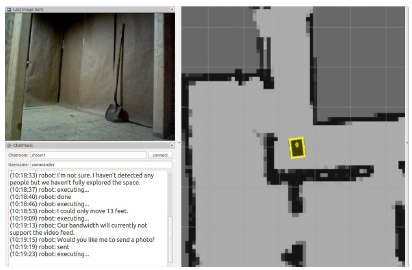 Last Image Sent
ChatRoom
Chatroom: /Room1 connect
Username: commander
(10:18:33) robot: I'm not sure. I haven't detected any
people but we haven't fully explored the space.
(10:18:37) robot: executing...
(10:18:40) robot: done
(10:18:46) robot: executing...
(10:18:53) robot: I could only move 13 feet.
(10:19:09) robot: executing...
(10:19:13) robot: Our bandwidth will currently not
support the video feed.
(10:19:15) robot: Would you like me to send a photo?
(10:19:19) robot: sent
(10:19:23) robot: executing...